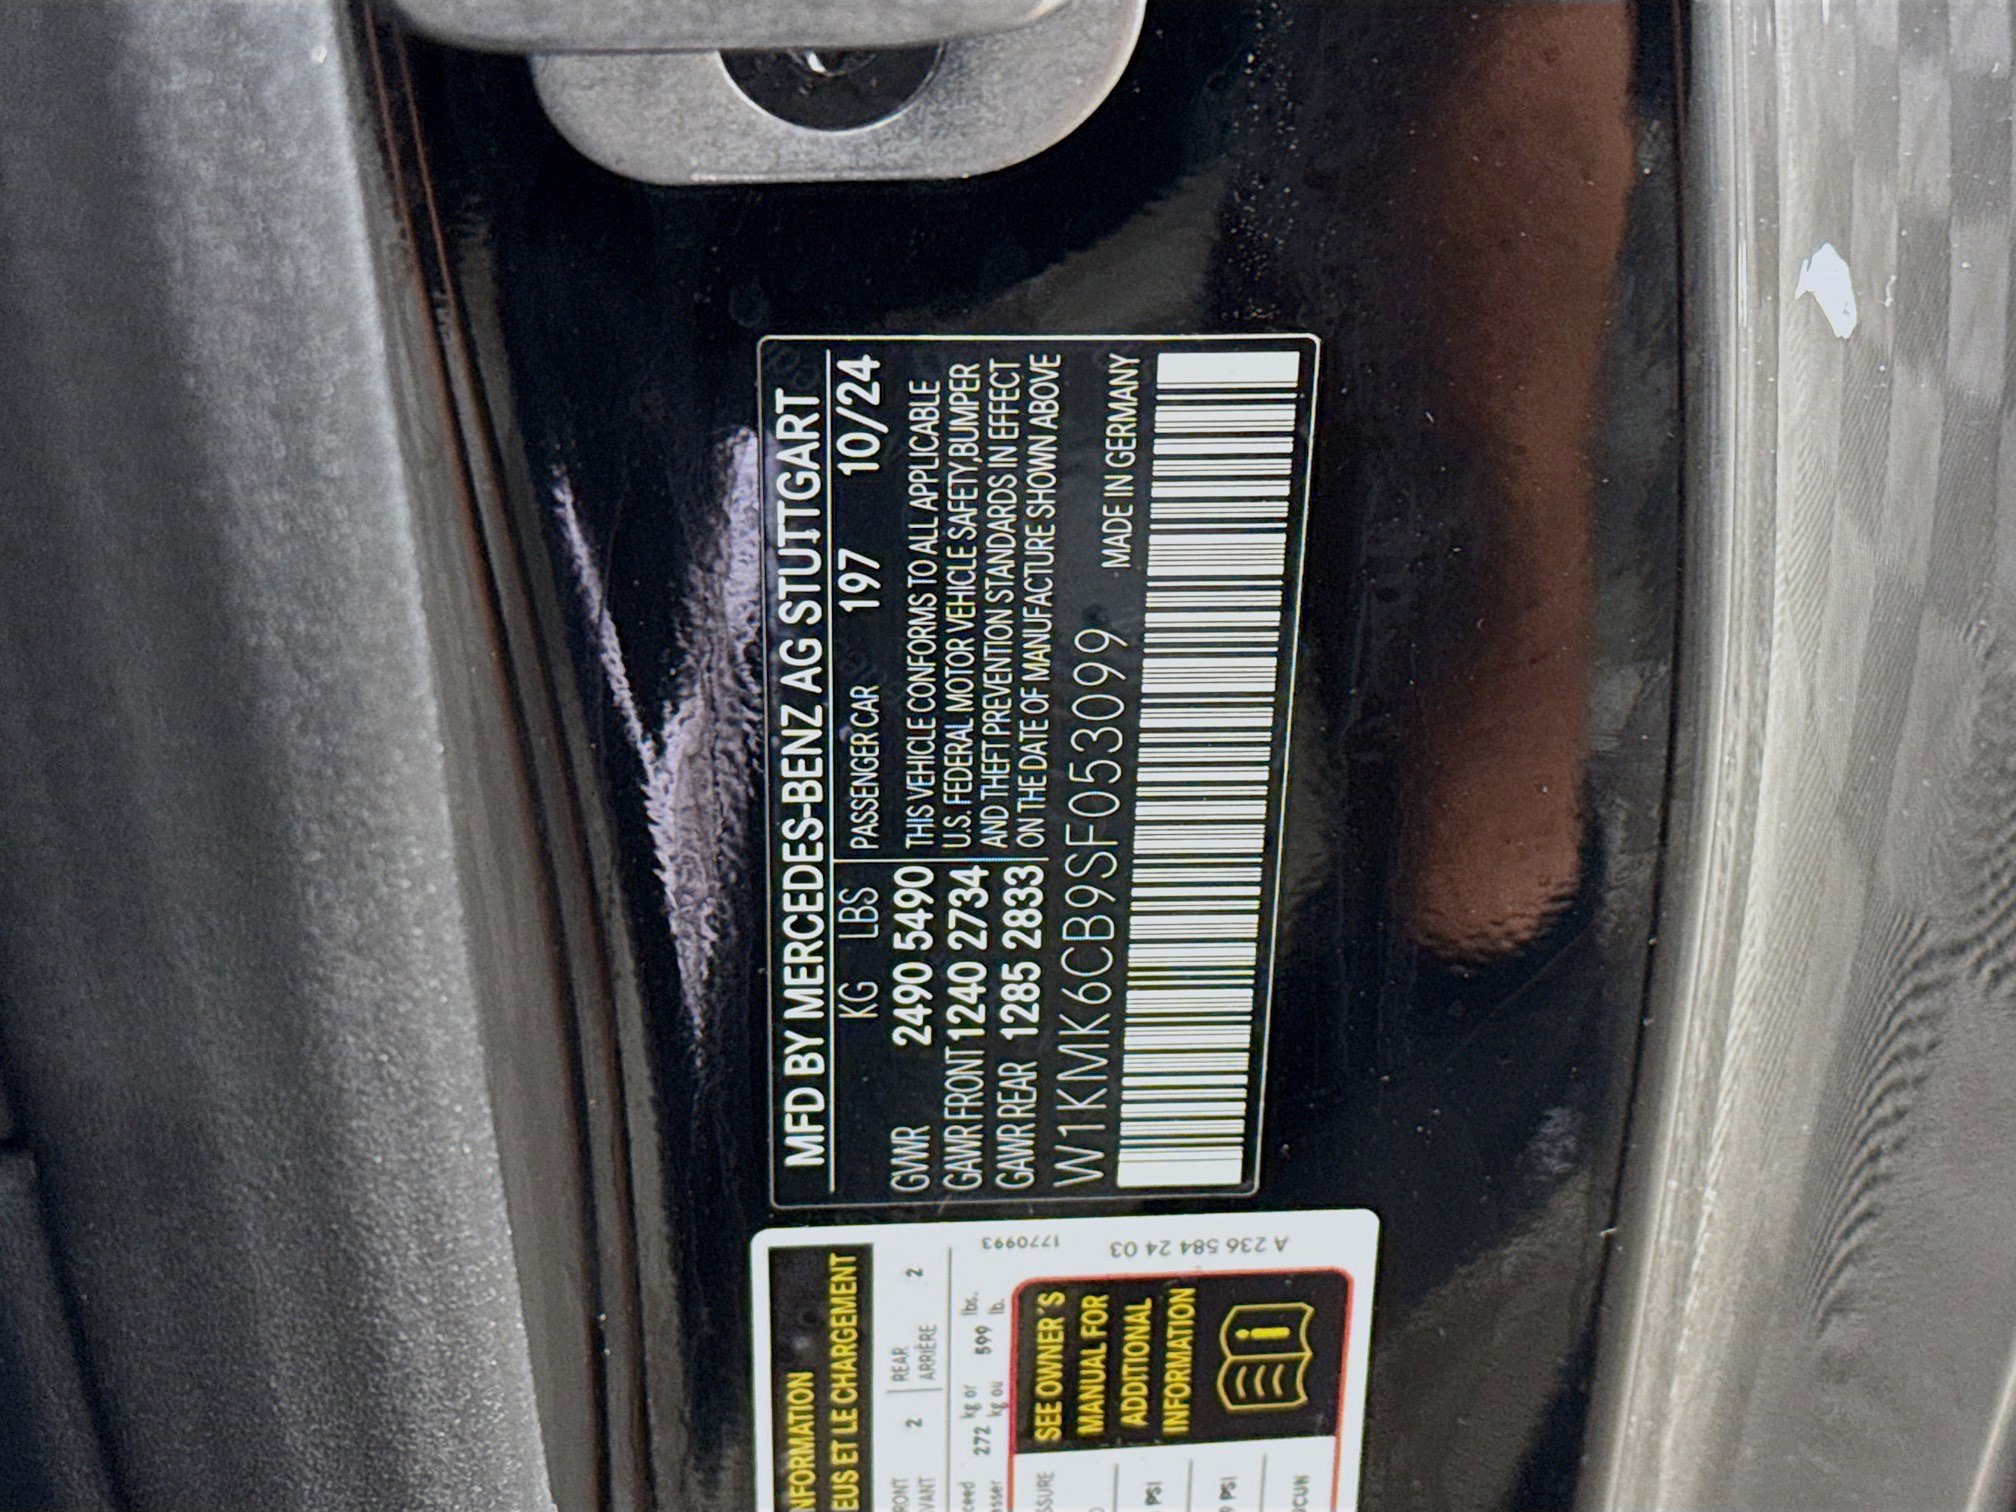 MFD BY MERCEDES-BENZ AG STUTTGART
KG LBS PASSENGER CAR 197 10/24
GVWR 2490 5490
GAWR FRONT 1240 2734
GAWR REAR 1285 2833
THIS VEHICLE CONFORMS TO ALL APPLICABLE
U.S. FEDERAL MOTOR VEHICLE SAFETY,BUMPER
AND THEFT PREVENTION STANDARDS IN EFFECT
ON THE DATE OF MANUFACTURE SHOWN ABOVE
W1KMK6CB9SF053099
MADE IN GERMANY
EUS ET LE CHARGEMENT
2 REAR 2
ARRIÈRE
272 kg or 599 lbs.
kg ou lb.
SEE OWNER´S
MANUAL FOR
ADDITIONAL
INFORMATION
PSI
PSI
1770993
A 236 584 24 03